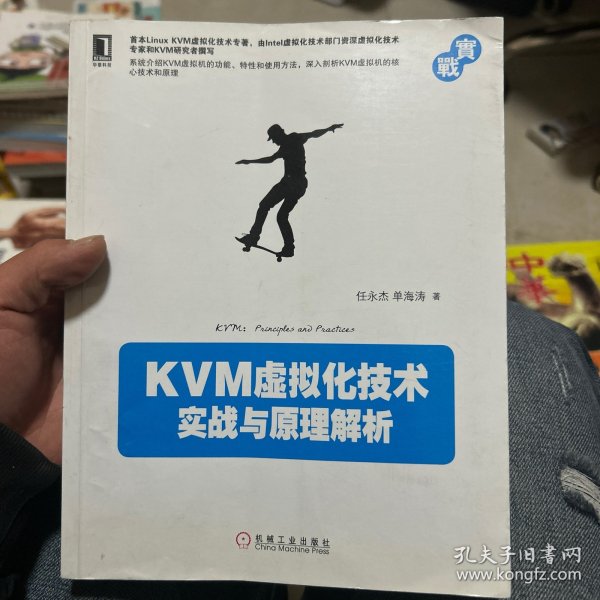 华章科技
首本Linux KVM虚拟化技术专著，由Intel虚拟化技术部门资深虚拟化技术
专家和KVM研究者撰写
系统介绍KVM虚拟机的功能、特性和使用方法，深入剖析KVM虚拟机的核
心技术和原理
實
戰
任永杰 单海涛 著
KVM: Principles and Practices
KVM虚拟化技术
实战与原理解析
机械工业出版社
China Machine Press
中
华
孔夫子旧书网
www.kongfz.com